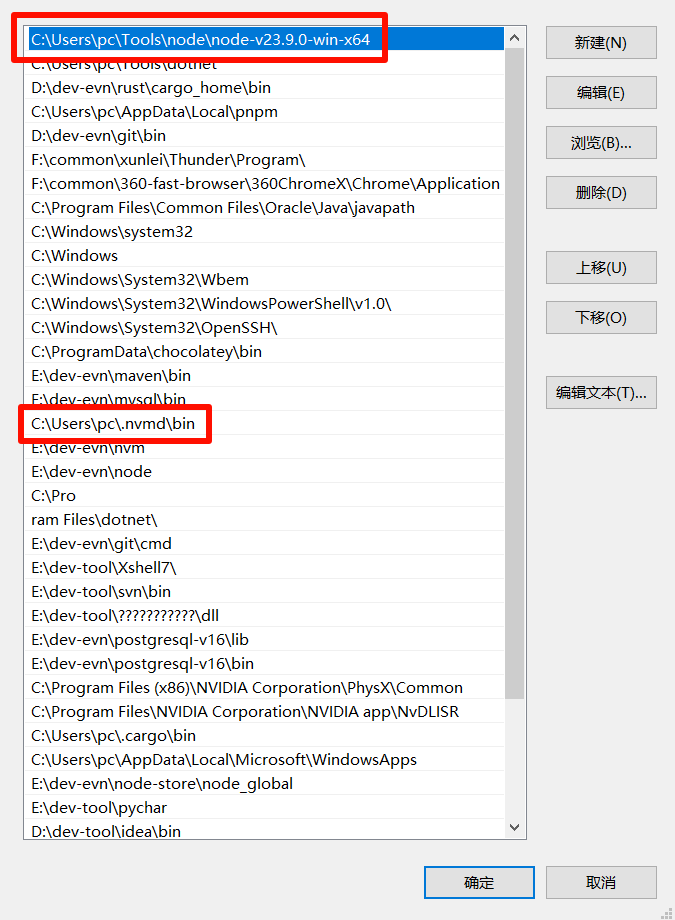 C:\Users\pc\Tools\node\node-v23.9.0-win-x64
C:\Users\pc\Tools\dotnet
D:\dev-evn\rust\cargo_home\bin
C:\Users\pc\AppData\Local\pnpm
D:\dev-evn\git\bin
F:\common\xunlei\Thunder\Program\
F:\common\360-fast-browser\360ChromeX\Chrome\Application
C:\Program Files\Common Files\Oracle\Java\javapath
C:\Windows\system32
C:\Windows
C:\Windows\System32\Wbem
C:\Windows\System32\WindowsPowerShell\v1.0\
C:\Windows\System32\OpenSSH\
C:\ProgramData\chocolatey\bin
E:\dev-evn\maven\bin
E:\dev-evn\mysql\bin
C:\Users\pc\.nvmd\bin
E:\dev-evn\nvm
E:\dev-evn\node
C:\Pro
ram Files\dotnet\
E:\dev-evn\git\cmd
E:\dev-tool\Xshell7\
E:\dev-tool\svn\bin
E:\dev-tool\???????????\dll
E:\dev-evn\postgresql-v16\lib
E:\dev-evn\postgresql-v16\bin
C:\Program Files (x86)\NVIDIA Corporation\PhysX\Common
C:\Program Files\NVIDIA Corporation\NVIDIA app\NvDLISR
C:\Users\pc\.cargo\bin
C:\Users\pc\AppData\Local\Microsoft\WindowsApps
E:\dev-evn\node-store\node_global
E:\dev-tool\pychar
D:\dev-tool\idea\bin
新建(N)
编辑(E)
浏览(B)...
删除(D)
上移(U)
下移(O)
编辑文本(T)...
确定
取消